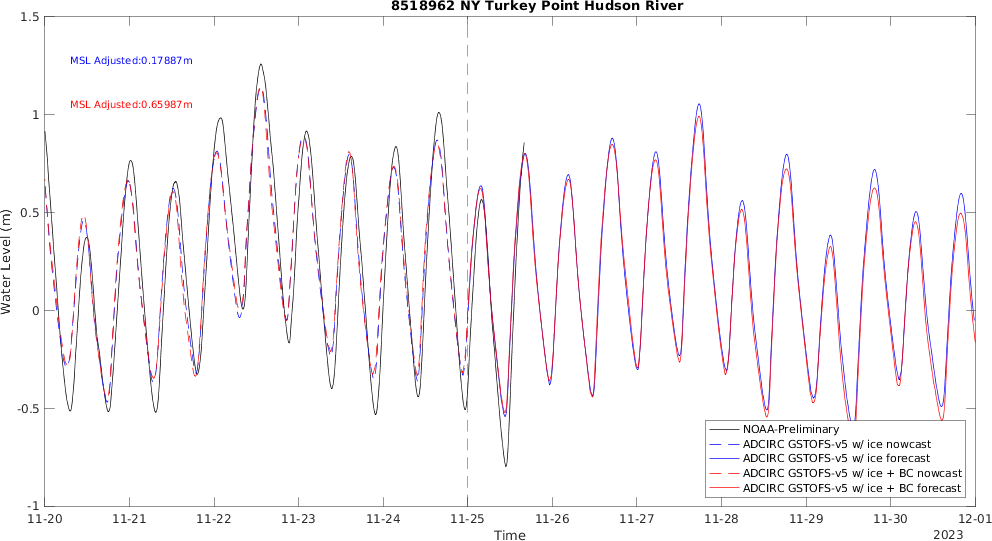 8518962 NY Turkey Point Hudson River
1.5
1
0.5
0
-0.5
-1
Water Level (m)
MSL Adjusted:0.17887m
MSL Adjusted:0.65987m
NOAA-Preliminary
ADCIRC GSTOFS-v5 w/ ice nowcast
ADCIRC GSTOFS-v5 w/ ice forecast
ADCIRC GSTOFS-v5 w/ ice + BC nowcast
ADCIRC GSTOFS-v5 w/ ice + BC forecast
11-20 11-21 11-22 11-23 11-24 11-25 11-26 11-27 11-28 11-29 11-30 12-01
Time
2023